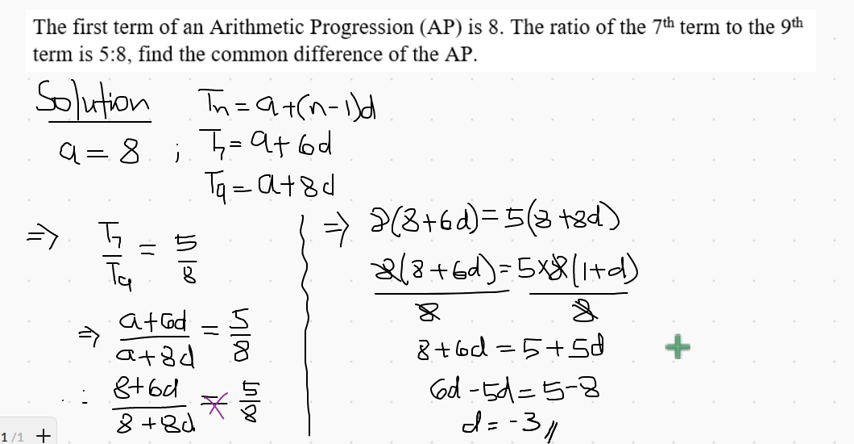 The first term of an Arithmetic Progression (AP) is 8. The ratio of the 7th term to the 9th
term is 5:8, find the common difference of the AP.
Solution
Tn = a+(n-1)d
a = 8 ; T7 = a+6d
T9 = a+8d
⇒ T7/T9 = 5/8
⇒ (a+6d)/(a+8d) = 5/8
∴ (8+6d)/(8+8d) = 5/8
⇒ 8(8+6d)=5(8+8d)
8(8+6d)/8 = 5×8(1+d)/8
8+6d = 5+5d
6d-5d = 5-8
d = -3//
1/1 +